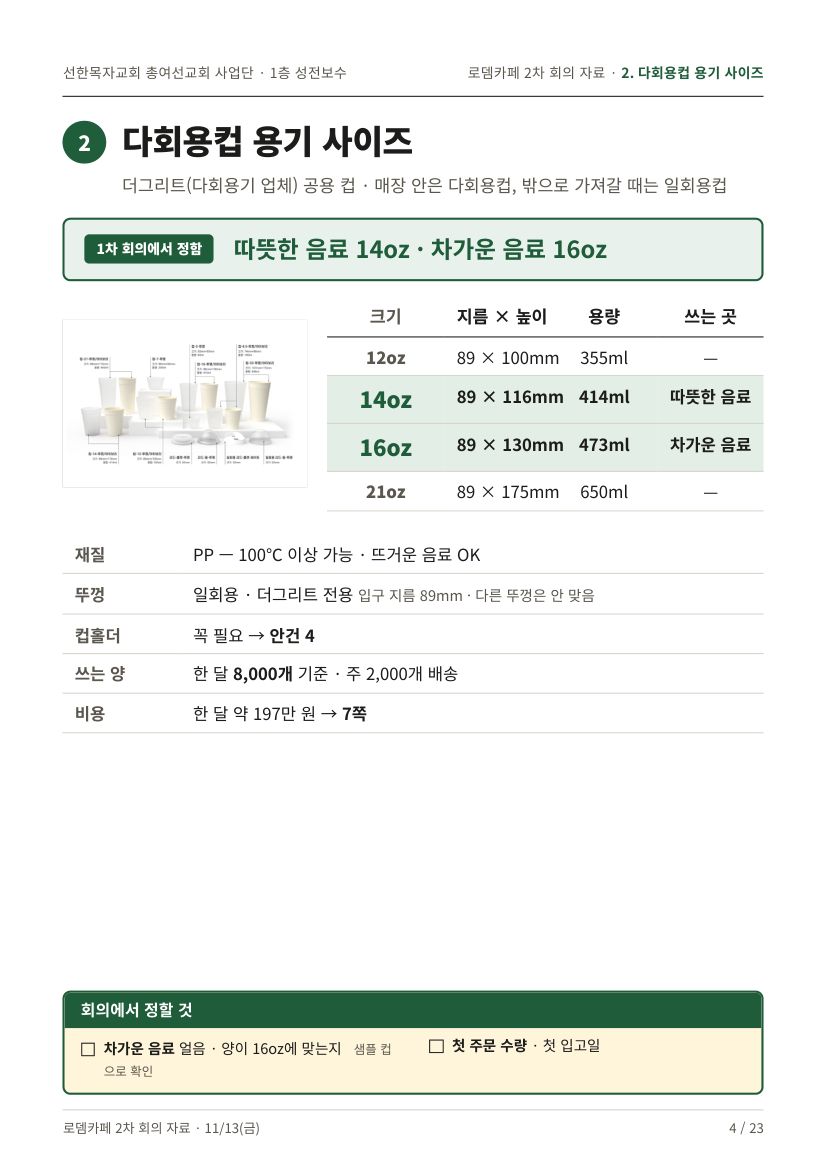 선한목자교회 총여선교회 사업단 · 1층 성전보수
로뎀카페 2차 회의 자료 · 2. 다회용컵 용기 사이즈
2 다회용컵 용기 사이즈
더그리트(다회용기 업체) 공용 컵 · 매장 안은 다회용컵, 밖으로 가져갈 때는 일회용컵
1차 회의에서 정함 따뜻한 음료 14oz · 차가운 음료 16oz
크기 지름 × 높이 용량 쓰는 곳
12oz 89 × 100mm 355ml —
14oz 89 × 116mm 414ml 따뜻한 음료
16oz 89 × 130mm 473ml 차가운 음료
21oz 89 × 175mm 650ml —
재질 PP — 100℃ 이상 가능 · 뜨거운 음료 OK
뚜껑 일회용 · 더그리트 전용 입구 지름 89mm · 다른 뚜껑은 안 맞음
컵홀더 꼭 필요 → 안건 4
쓰는 양 한 달 8,000개 기준 · 주 2,000개 배송
비용 한 달 약 197만 원 → 7쪽
회의에서 정할 것
☐ 차가운 음료 얼음 · 양이 16oz에 맞는지 샘플 컵
으로 확인
☐ 첫 주문 수량 · 첫 입고일
로뎀카페 2차 회의 자료 · 11/13(금)
4 / 23